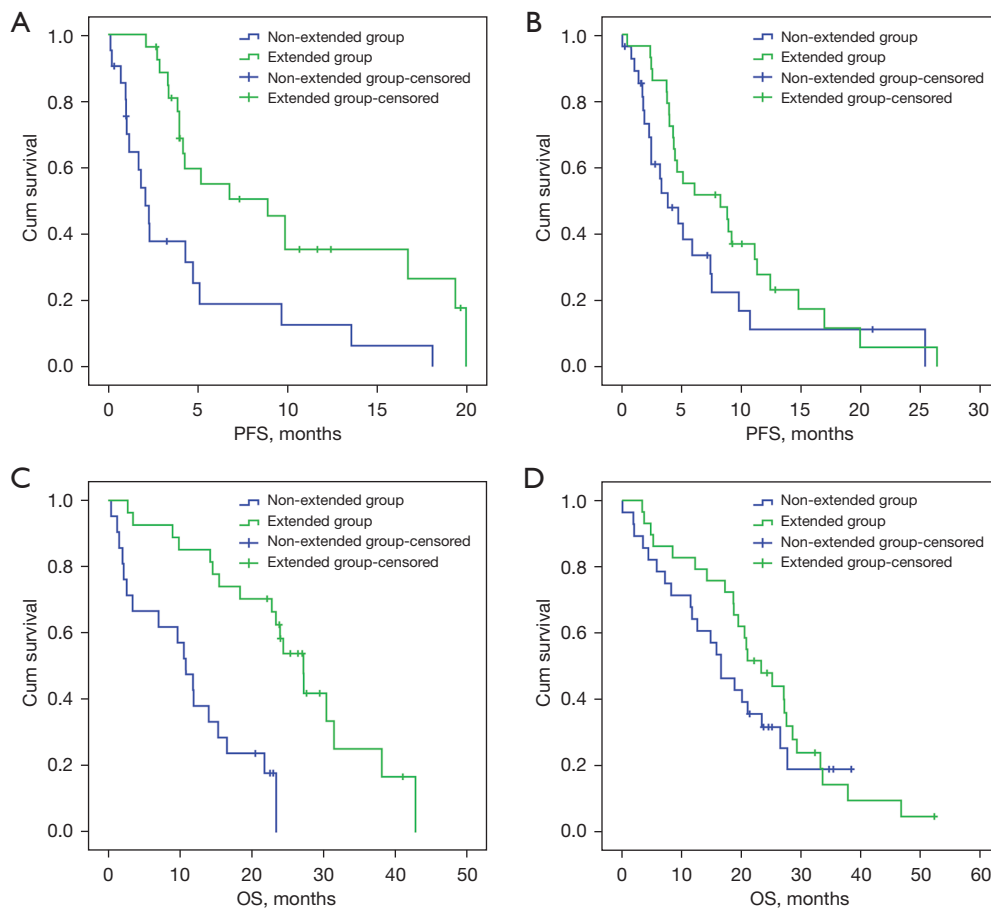 A
Cum survival
1.0
0.8
0.6
0.4
0.2
0.0
Non-extended group
Extended group
Non-extended group-censored
Extended group-censored
0 5 10 15 20
PFS, months
B
Cum survival
1.0
0.8
0.6
0.4
0.2
0.0
Non-extended group
Extended group
Non-extended group-censored
Extended group-censored
0 5 10 15 20 25 30
PFS, months
C
Cum survival
1.0
0.8
0.6
0.4
0.2
0.0
Non-extended group
Extended group
Non-extended group-censored
Extended group-censored
0 10 20 30 40 50
OS, months
D
Cum survival
1.0
0.8
0.6
0.4
0.2
0.0
Non-extended group
Extended group
Non-extended group-censored
Extended group-censored
0 10 20 30 40 50 60
OS, months